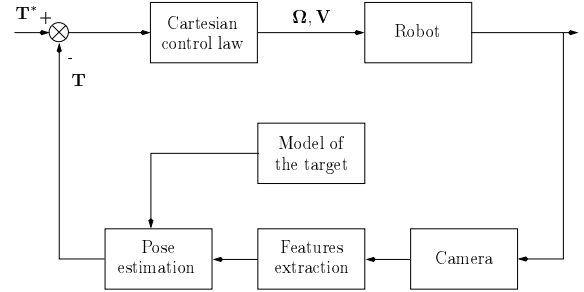 T* +
Cartesian
control law
Ω, V
Robot
-
T
Model of
the target
Pose
estimation
Features
extraction
Camera